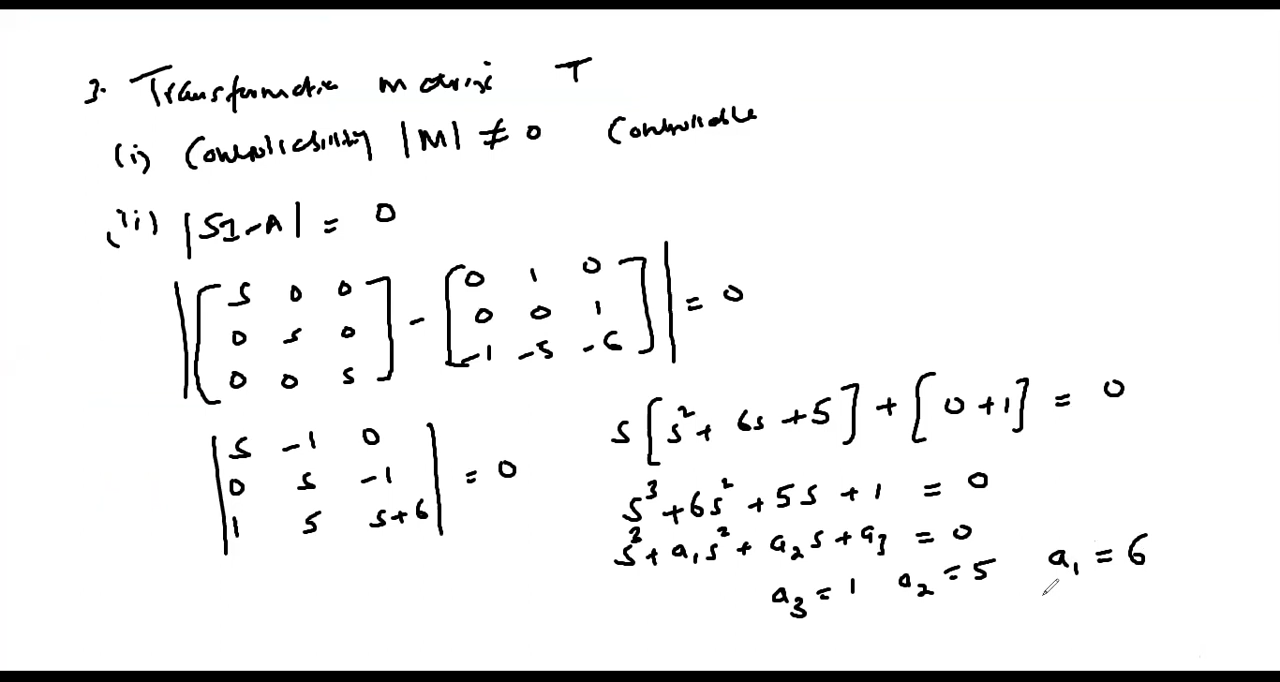 3. Transformation matrix T
(i) Controllability |M| ≠ 0 Controllable
(ii) |SI-A| = 0
|[s 0 0
0 s 0
0 0 s] - [0 1 0
0 0 1
-1 -5 -6]| = 0
|s -1 0
0 s -1
1 5 s+6| = 0
s[s² + 6s + 5] + [0+1] = 0
s³ + 6s² + 5s + 1 = 0
s³ + a₁s² + a₂s + a₃ = 0
a₃ = 1 a₂ = 5 a₁ = 6